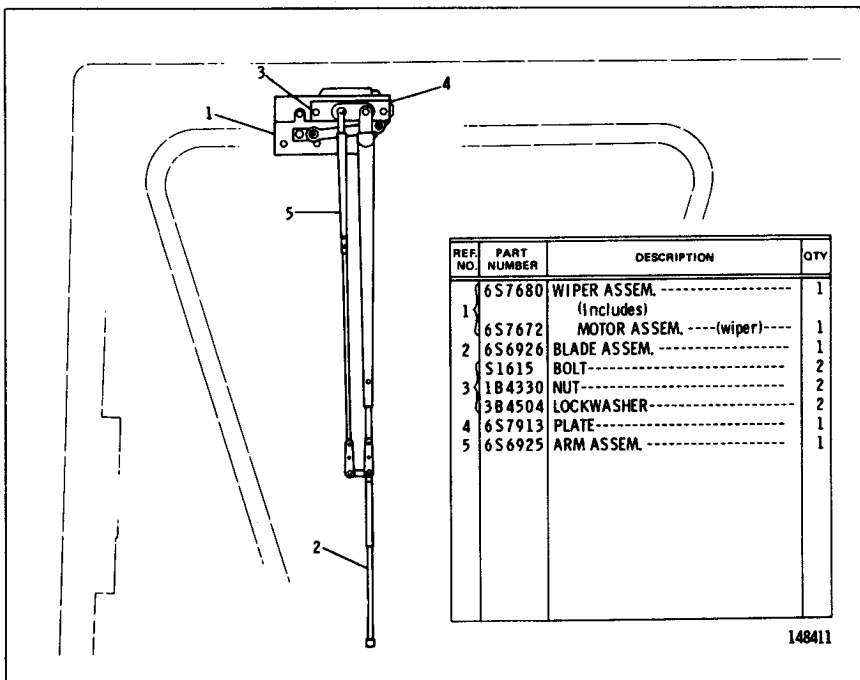 3
4
1
5
2
REF. NO. PART NUMBER DESCRIPTION QTY
6S7680 WIPER ASSEM. ---------------- 1
1 { (Includes)
6S7672 MOTOR ASSEM. ----(wiper)---- 1
2 6S6926 BLADE ASSEM. ----------------- 1
S1615 BOLT------------------------ 2
3 { 1B4330 NUT------------------------- 2
3B4504 LOCKWASHER------------------ 2
4 6S7913 PLATE------------------------ 1
5 6S6925 ARM ASSEM. ------------------ 1
148411